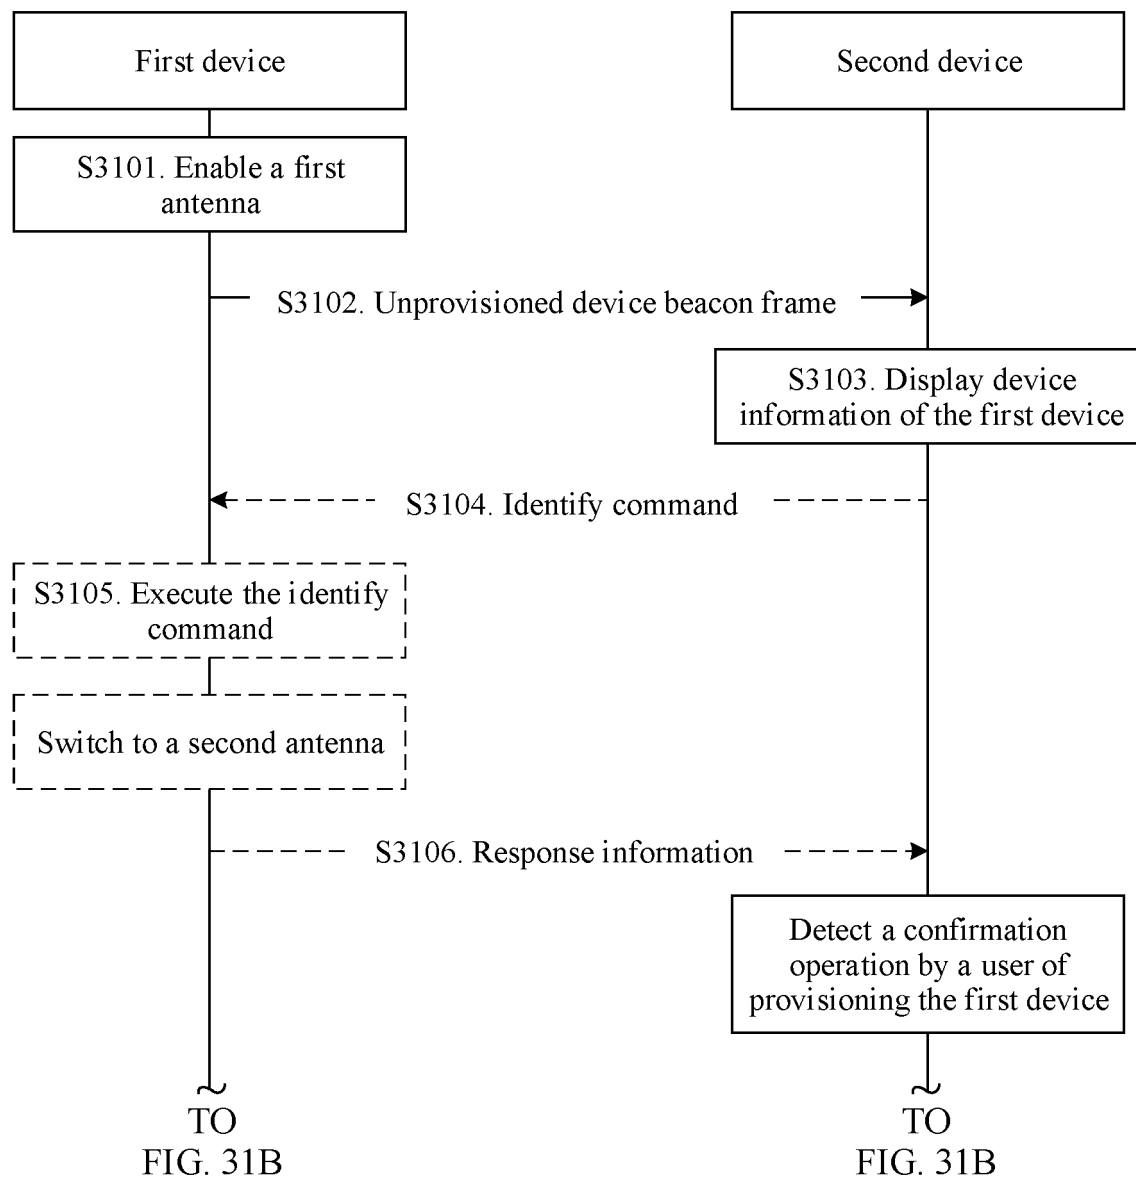 First device
Second device
S3101. Enable a first
antenna
S3102. Unprovisioned device beacon frame
S3103. Display device
information of the first device
S3104. Identify command
S3105. Execute the identify
command
Switch to a second antenna
S3106. Response information
Detect a confirmation
operation by a user of
provisioning the first device
TO
FIG. 31B
TO
FIG. 31B